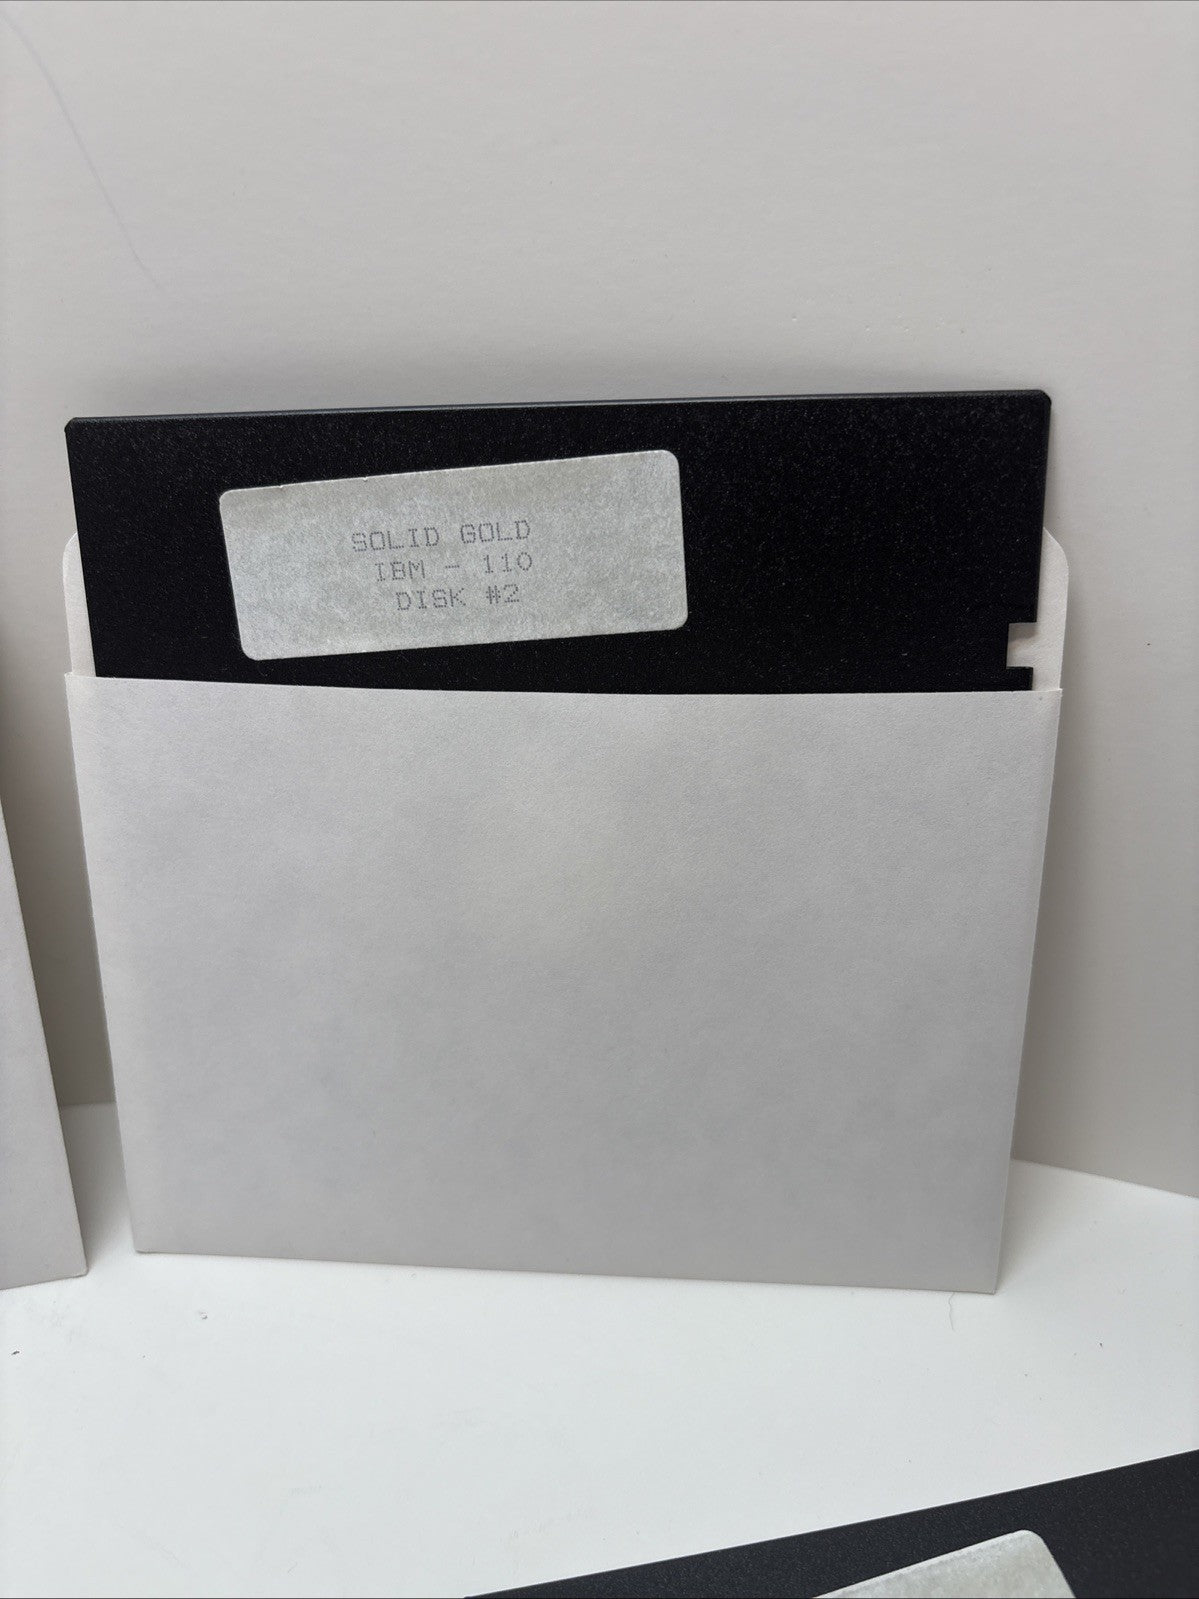 SOLID GOLD
IBM - 110
DISK #2